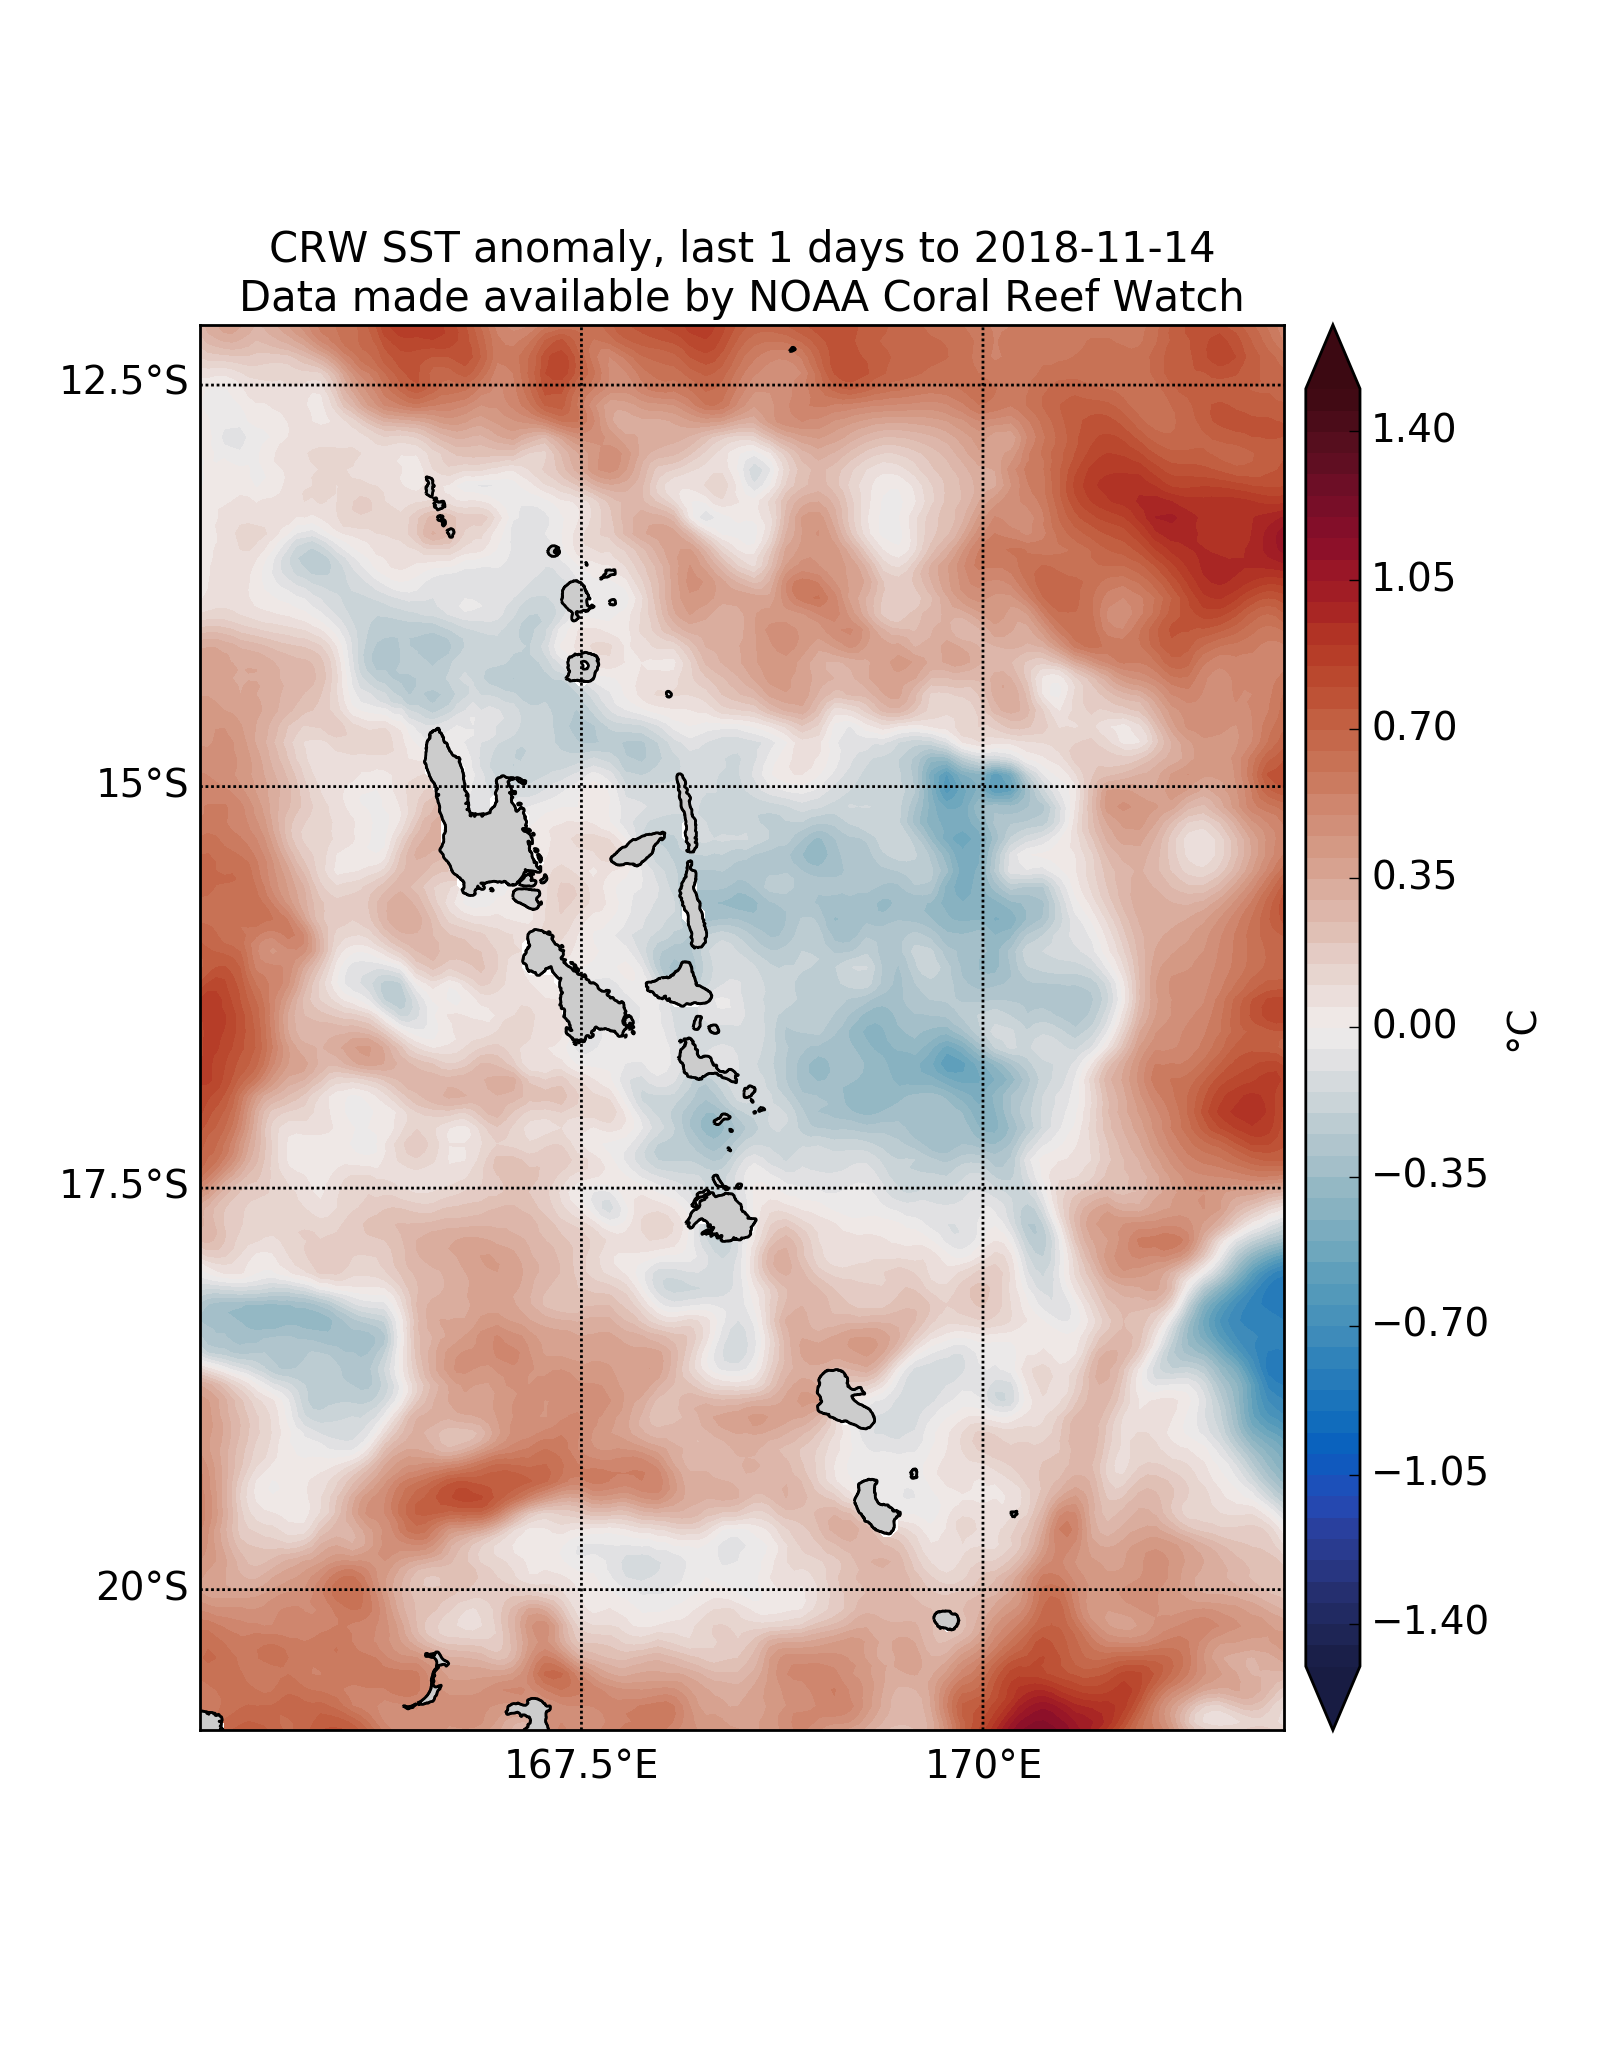 CRW SST anomaly, last 1 days to 2018-11-14
Data made available by NOAA Coral Reef Watch
12.5°S
15°S
17.5°S
20°S
167.5°E
170°E
1.40
1.05
0.70
0.35
0.00
−0.35
−0.70
−1.05
−1.40
°C